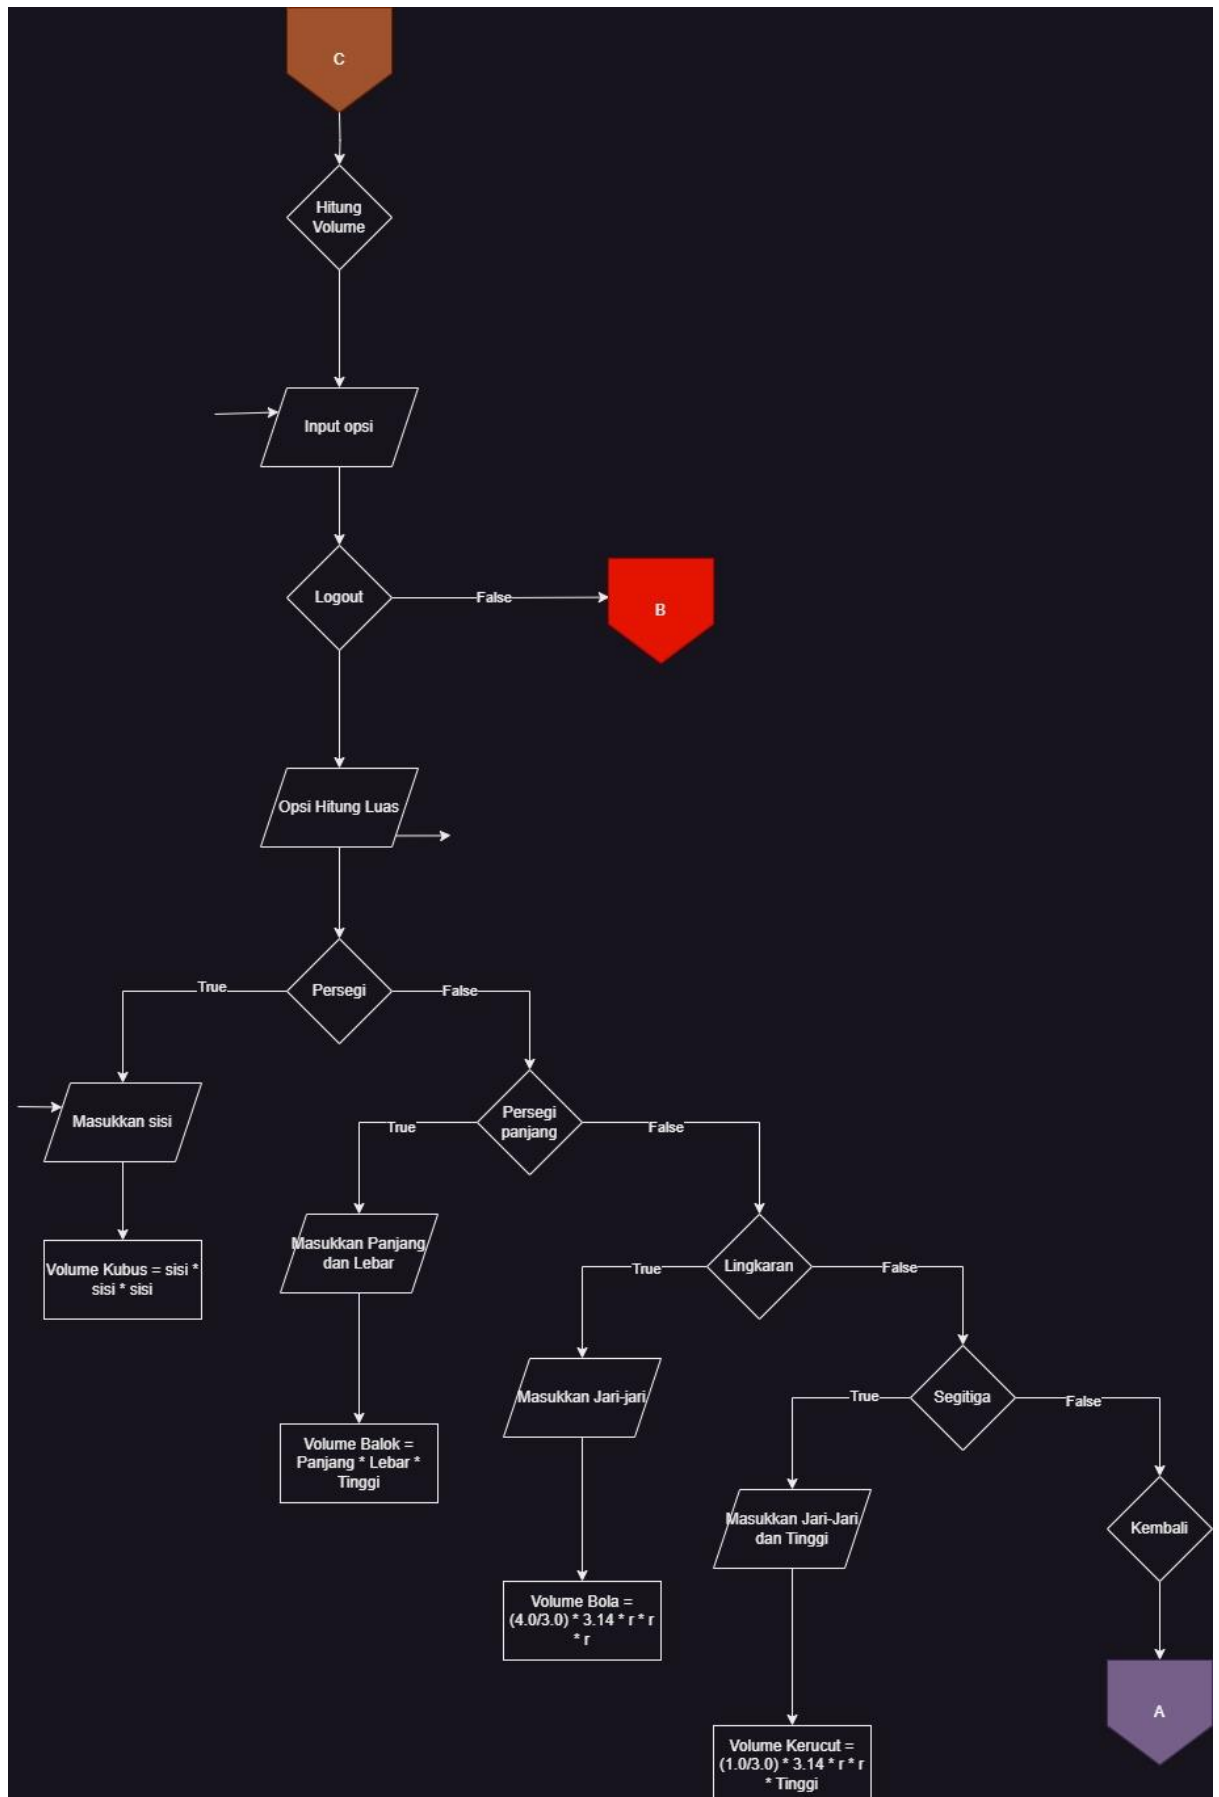 C
Hitung
Volume
Input opsi
Logout
False
B
Opsi Hitung Luas
Persegi
True
False
Masukkan sisi
Persegi
panjang
True
False
Volume Kubus = sisi *
sisi * sisi
Masukkan Panjang
dan Lebar
Lingkaran
True
False
Masukkan Jari-jari
Segitiga
True
False
Volume Balok =
Panjang * Lebar *
Tinggi
Masukkan Jari-Jari
dan Tinggi
Kembali
Volume Bola =
(4.0/3.0) * 3.14 * r * r
* r
A
Volume Kerucut =
(1.0/3.0) * 3.14 * r * r
* Tinggi